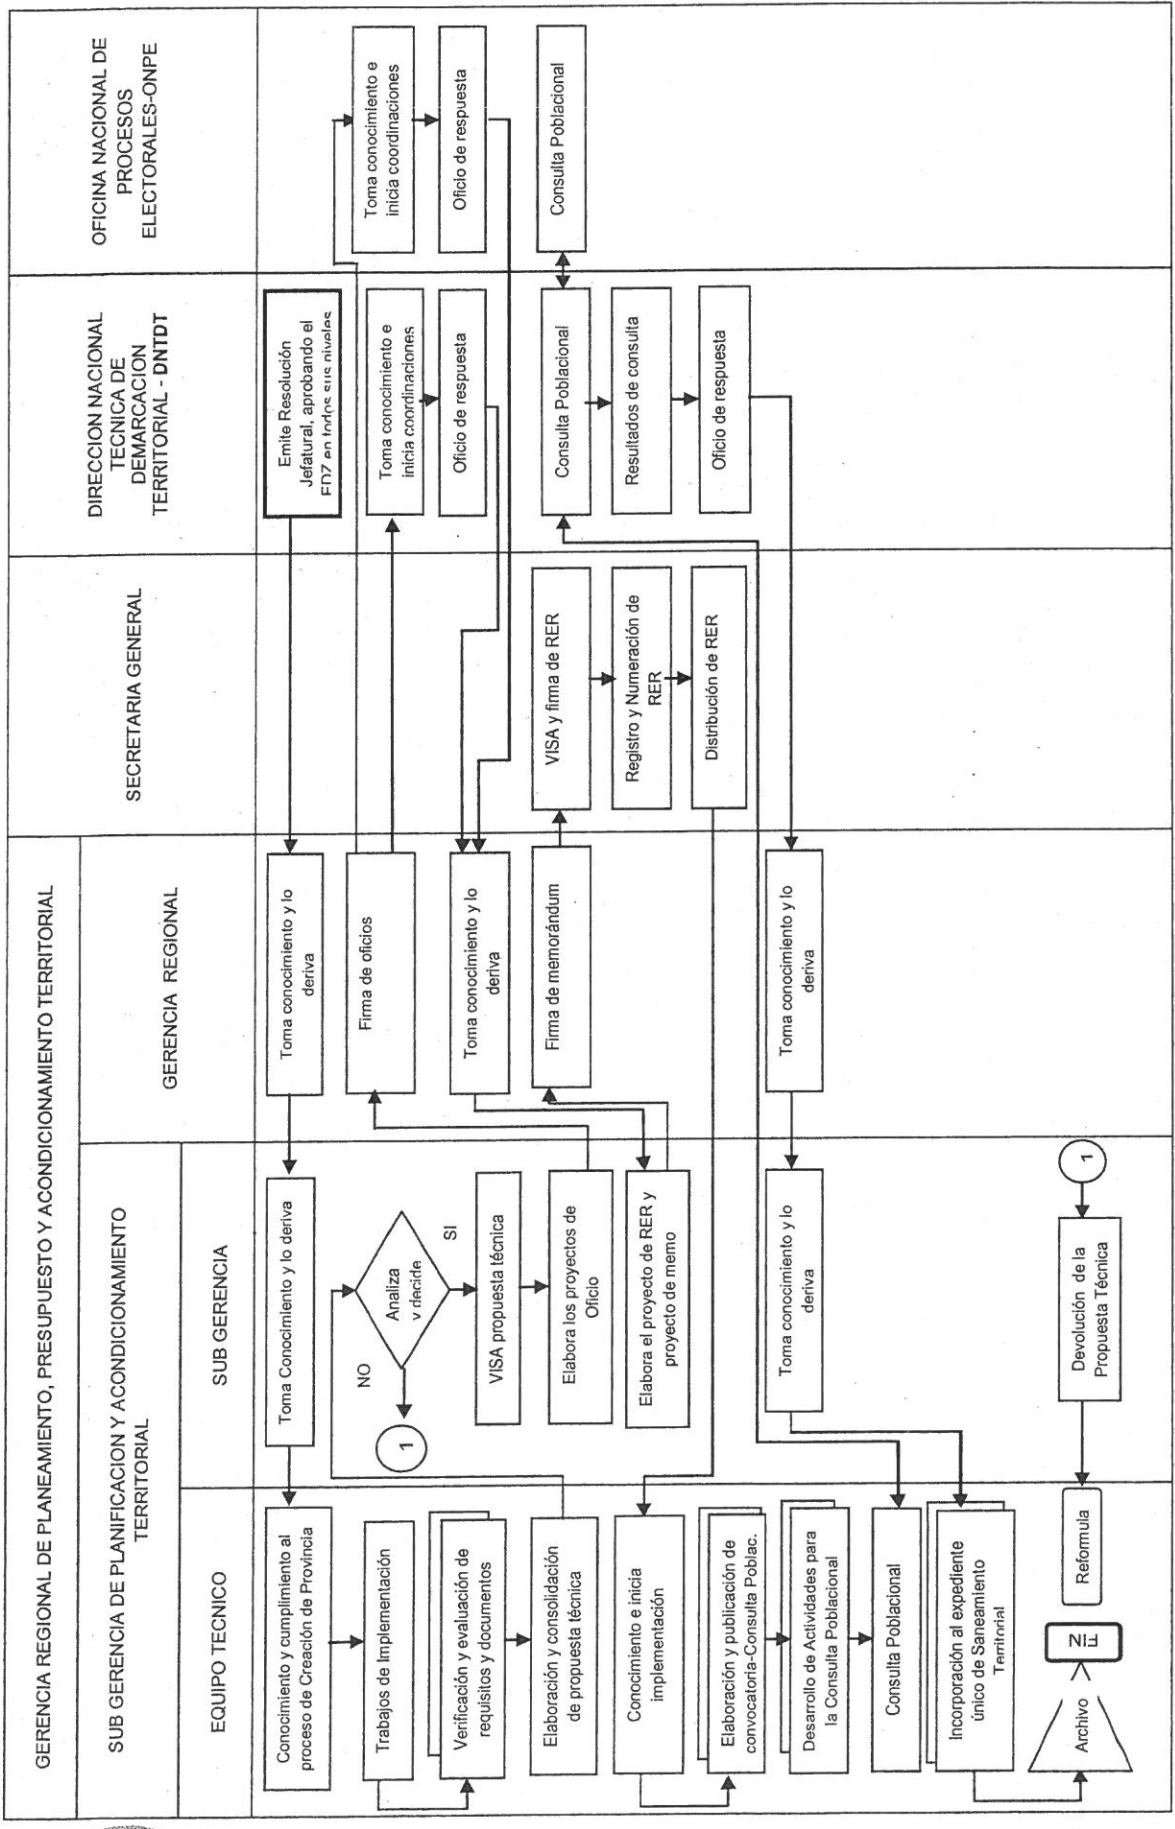 GERENCIA REGIONAL DE PLANEAMIENTO, PRESUPUESTO Y ACONDICIONAMIENTO TERRITORIAL
SUB GERENCIA DE PLANIFICACION Y ACONDICIONAMIENTO
TERRITORIAL
EQUIPO TECNICO
SUB GERENCIA
GERENCIA REGIONAL
SECRETARIA GENERAL
DIRECCION NACIONAL
TECNICA DE
DEMARCACION
TERRITORIAL - DNTDT
OFICINA NACIONAL DE
PROCESOS
ELECTORALES-ONPE
Conocimiento y cumplimiento al
proceso de Creación de Provincia
Trabajos de Implementación
Verificación y evaluación de
requisitos y documentos
Elaboración y consolidación
de propuesta técnica
Conocimiento e inicia
implementación
Elaboración y publicación de
convocatoria-Consulta Poblac.
Desarrollo de Actividades para
la Consulta Poblacional
Consulta Poblacional
Incorporación al expediente
único de Saneamiento
Territorial
Archivo
FIN
Reformula
Toma Conocimiento y lo deriva
Analiza
y decide
NO
SI
1
VISA propuesta técnica
Elabora los proyectos de
Oficio
Elabora el proyecto de RER y
proyecto de memo
Toma conocimiento y lo
deriva
Devolución de la
Propuesta Técnica
1
Toma conocimiento y lo
deriva
Firma de oficios
Toma conocimiento y lo
deriva
Firma de memorándum
Toma conocimiento y lo
deriva
VISA y firma de RER
Registro y Numeración de
RER
Distribución de RER
Emite Resolución
Jefatural, aprobando el
EDZ en todos sus niveles
Toma conocimiento e
inicia coordinaciones
Oficio de respuesta
Consulta Poblacional
Resultados de consulta
Oficio de respuesta
Toma conocimiento e
inicia coordinaciones
Oficio de respuesta
Consulta Poblacional